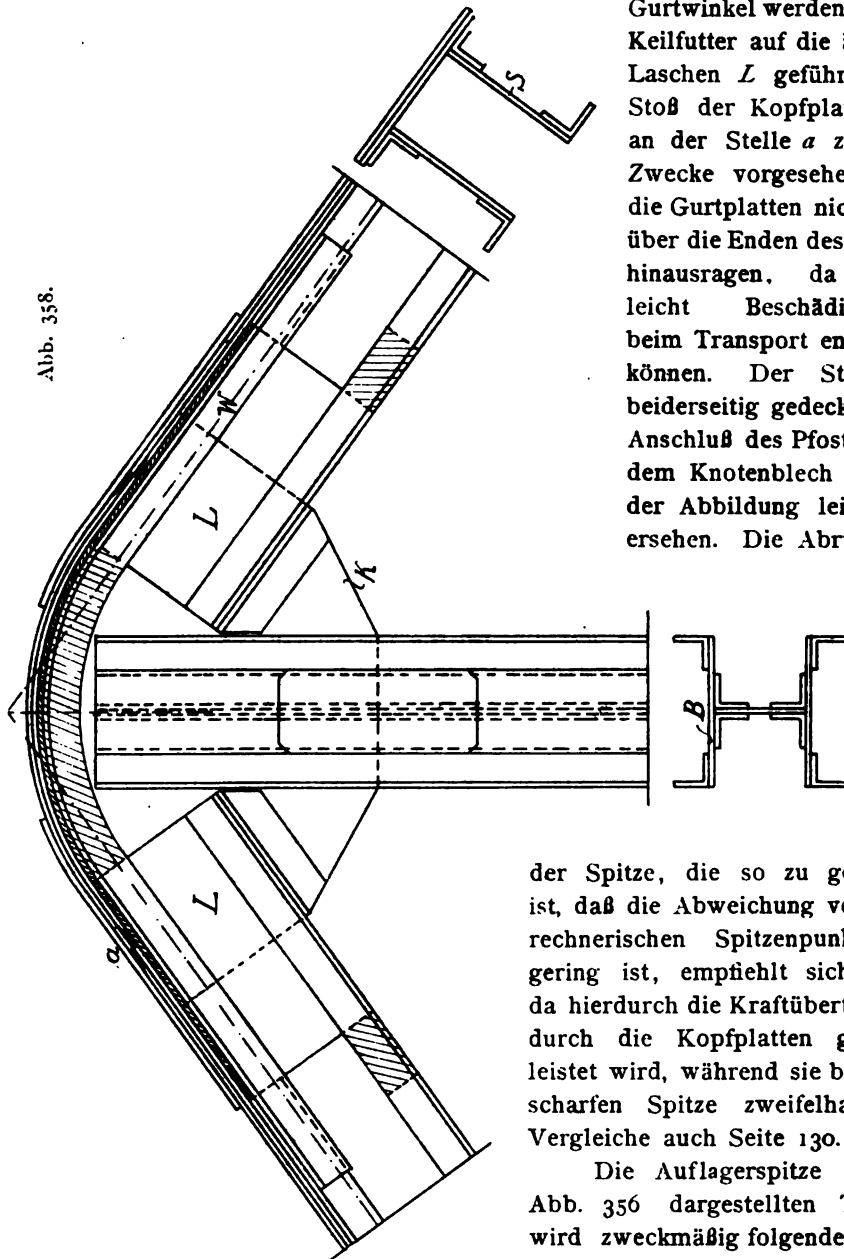 Gurtwinkel werden
Keilfutter auf die
Laschen L geführ
Stoß der Kopfpla
an der Stelle a z
Zwecke vorgesehe
die Gurtplatten nic
über die Enden des
hinausragen, da
leicht Beschädi
beim Transport en
können. Der St
beiderseitig gedeck
Anschluß des Pfost
dem Knotenblech
der Abbildung lei
ersehen. Die Abr
Abb. 358.
S
W
L
K
a
L
B
der Spitze, die so zu g
ist, daß die Abweichung v
rechnerischen Spitzenpun
gering ist, empfiehlt sich
da hierdurch die Kraftübert
durch die Kopfplatten g
leistet wird, während sie b
scharfen Spitze zweifelha
Vergleiche auch Seite 130.
Die Auflagerspitze
Abb. 356 dargestellten
wird zweckmäßig folgende